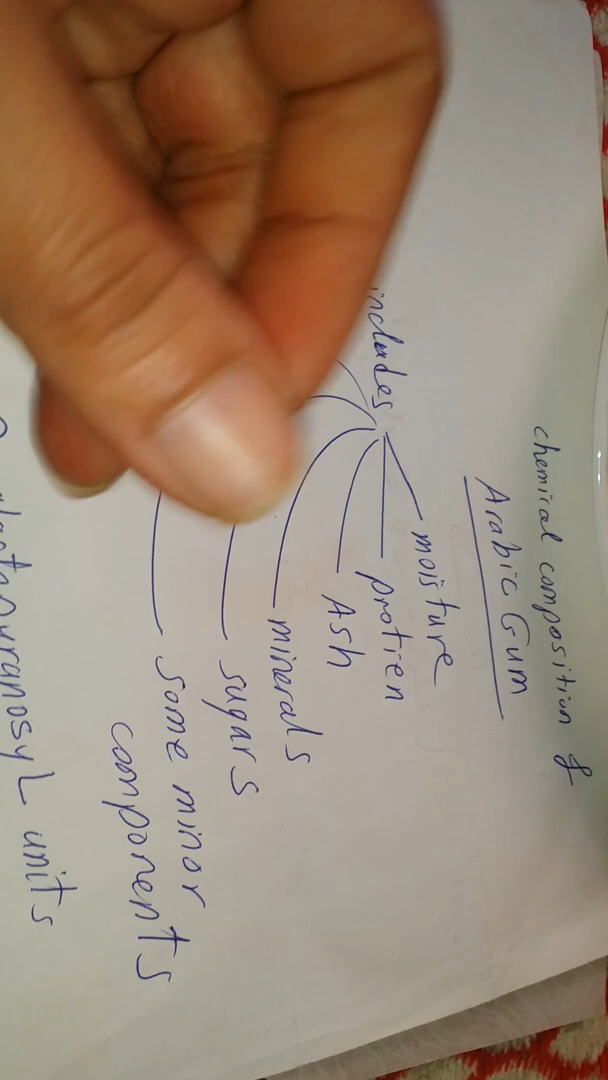 chemical composition of
Arabic Gum
includes
moisture
protien
Ash
minerals
sugars
some minor
components
units